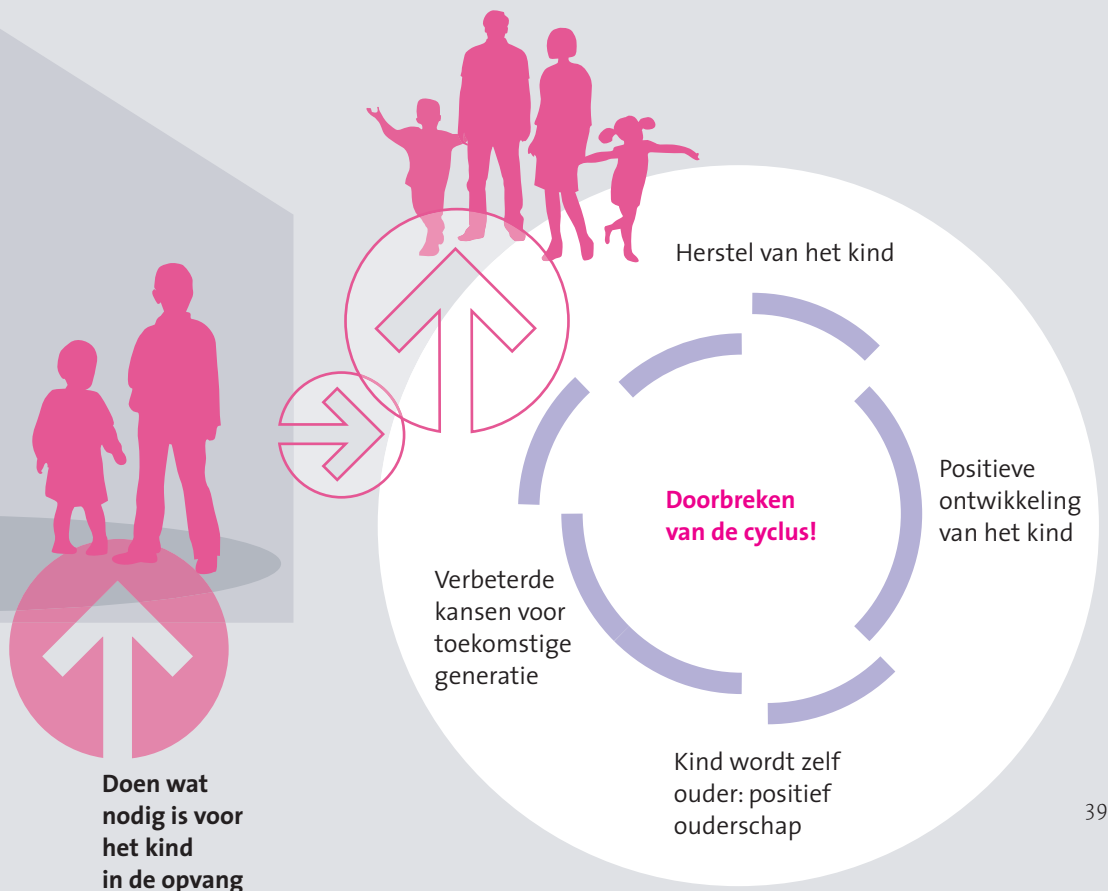 Herstel van het kind
Positieve
ontwikkeling
van het kind
Doorbreken
van de cyclus!
Verbeterde
kansen voor
toekomstige
generatie
Kind wordt zelf
ouder: positief
ouderschap
Doen wat
nodig is voor
het kind
in de opvang
39